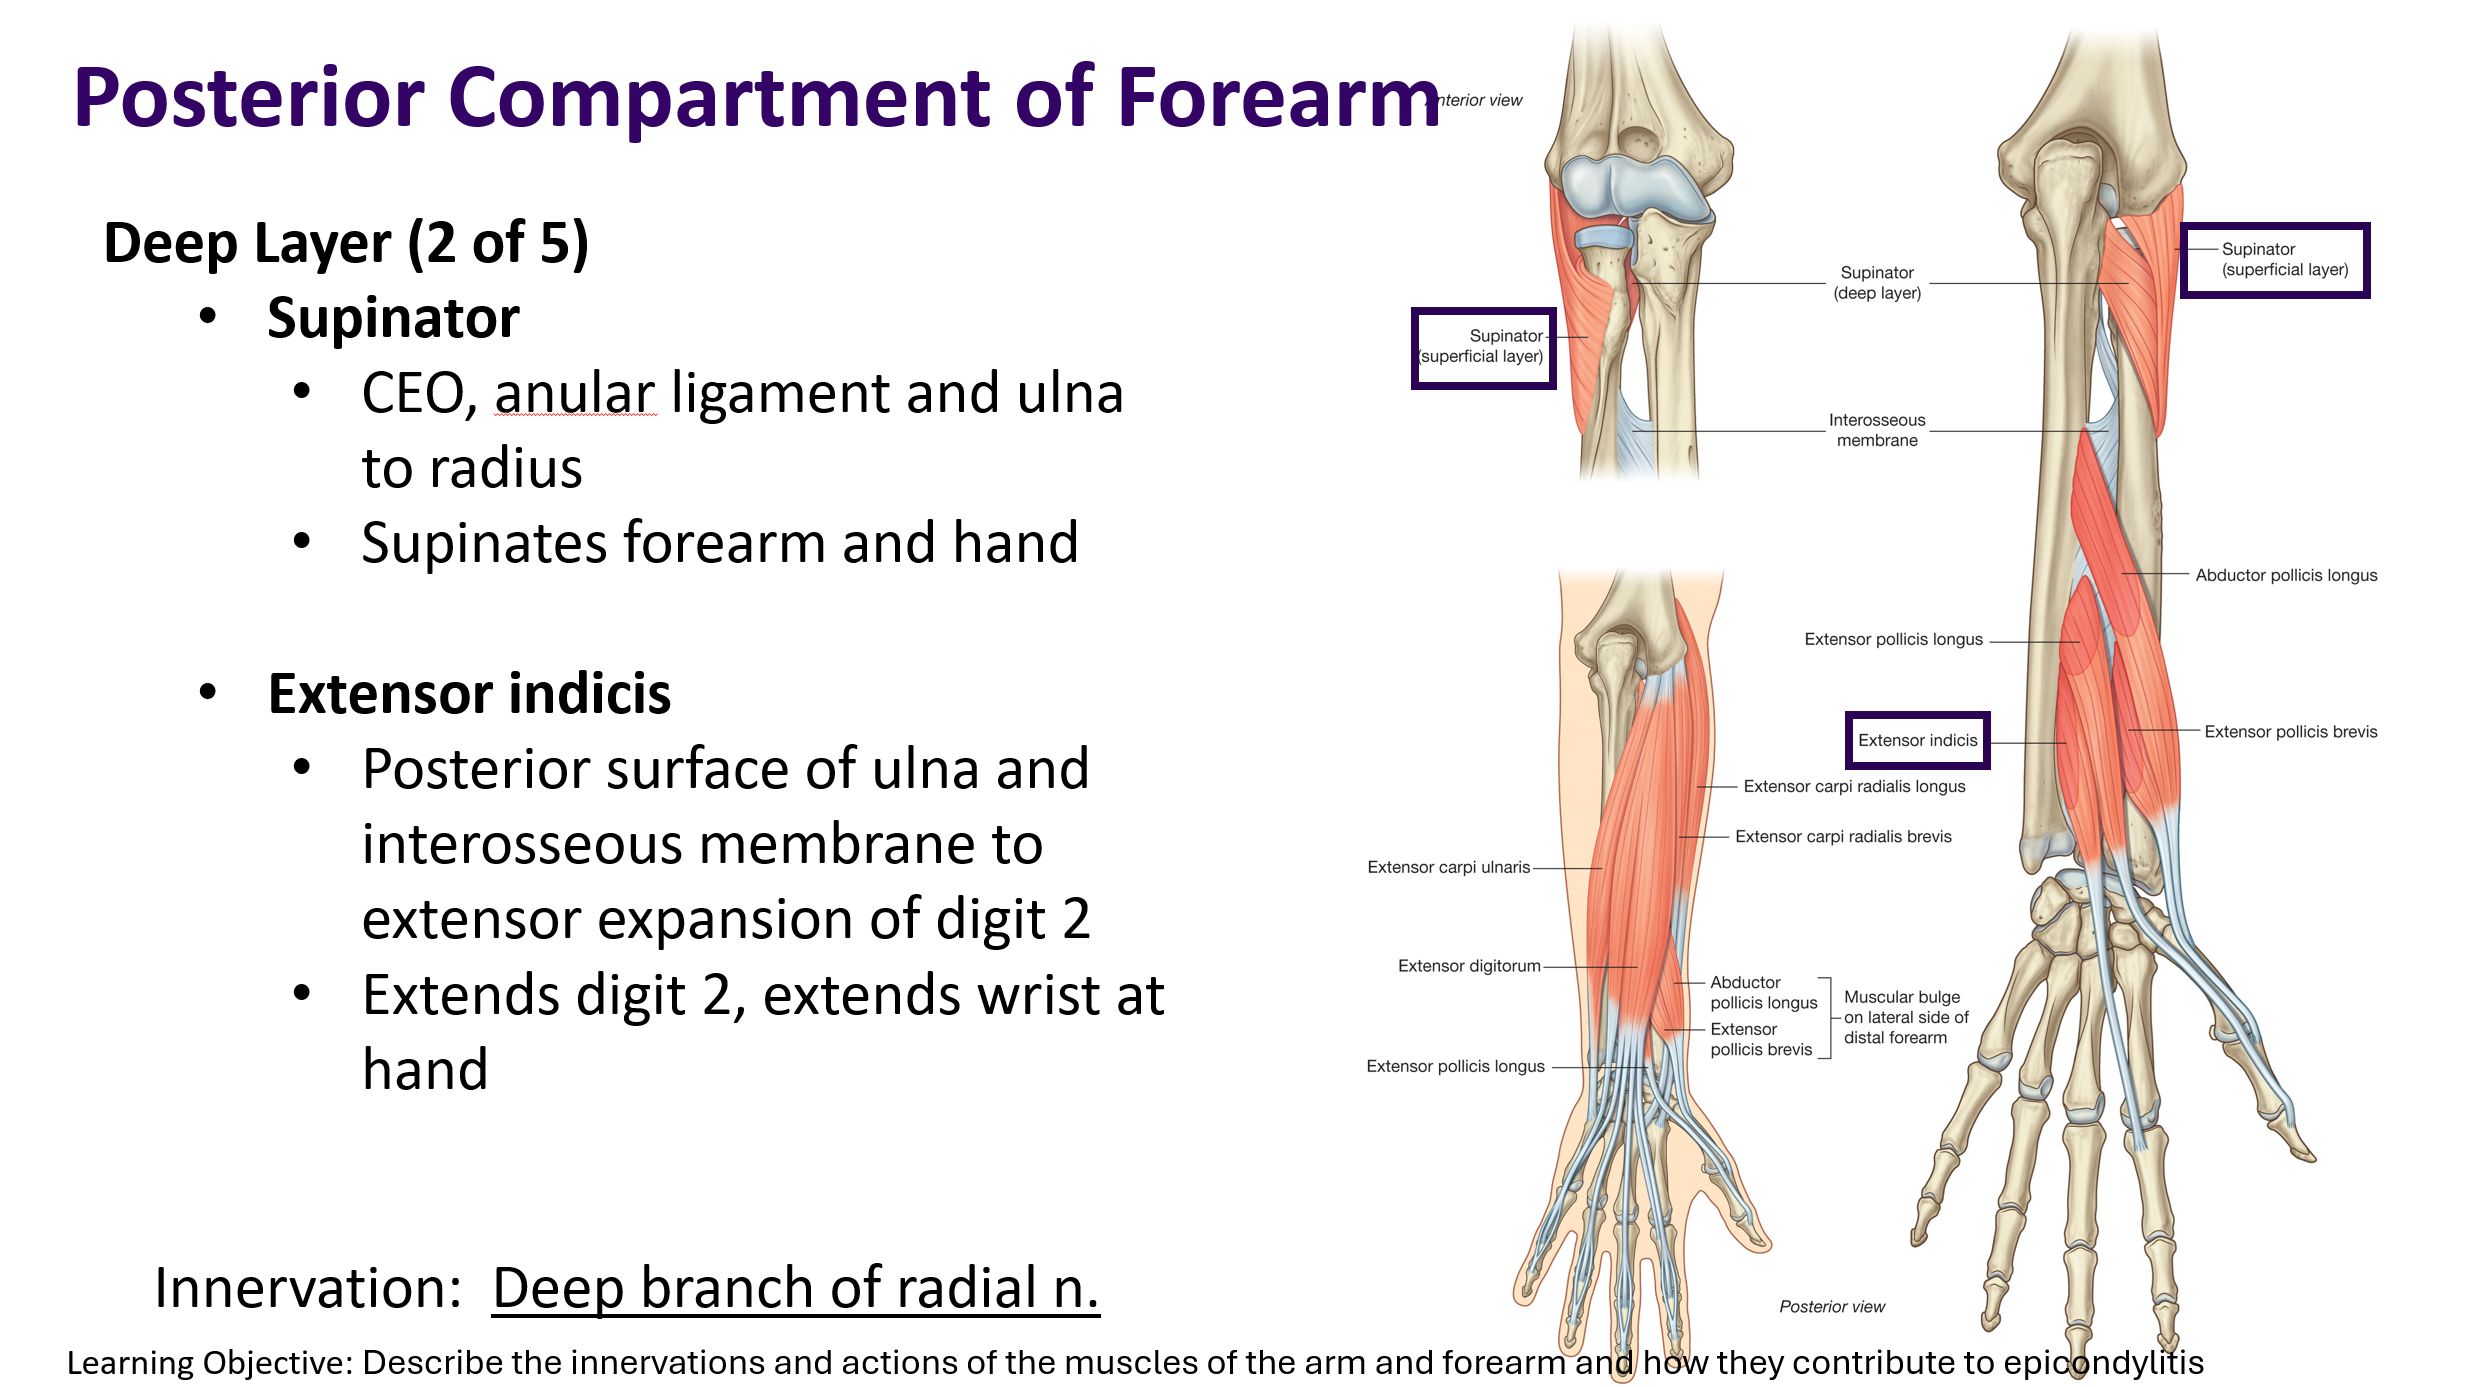 Posterior Compartment of Forearm
Deep Layer (2 of 5)
• Supinator
• CEO, anular ligament and ulna
to radius
• Supinates forearm and hand
• Extensor indicis
• Posterior surface of ulna and
interosseous membrane to
extensor expansion of digit 2
• Extends digit 2, extends wrist at
hand
Innervation: Deep branch of radial n.
Anterior view
Supinator
(superficial layer)
Supinator
(deep layer)
Supinator
(superficial layer)
Interosseous
membrane
Abductor pollicis longus
Extensor pollicis longus
Extensor indicis
Extensor pollicis brevis
Extensor carpi radialis longus
Extensor carpi radialis brevis
Extensor carpi ulnaris
Extensor digitorum
Abductor
pollicis longus
Extensor
pollicis brevis
Muscular bulge
on lateral side of
distal forearm
Extensor pollicis longus
Posterior view
Learning Objective: Describe the innervations and actions of the muscles of the arm and forearm and how they contribute to epicondylitis